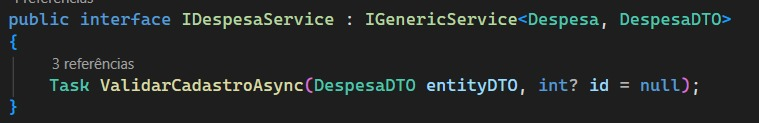 public interface IDespesaService : IGenericService<Despesa, DespesaDTO>
{
3 referências
Task ValidarCadastroAsync(DespesaDTO entityDTO, int? id = null);
}